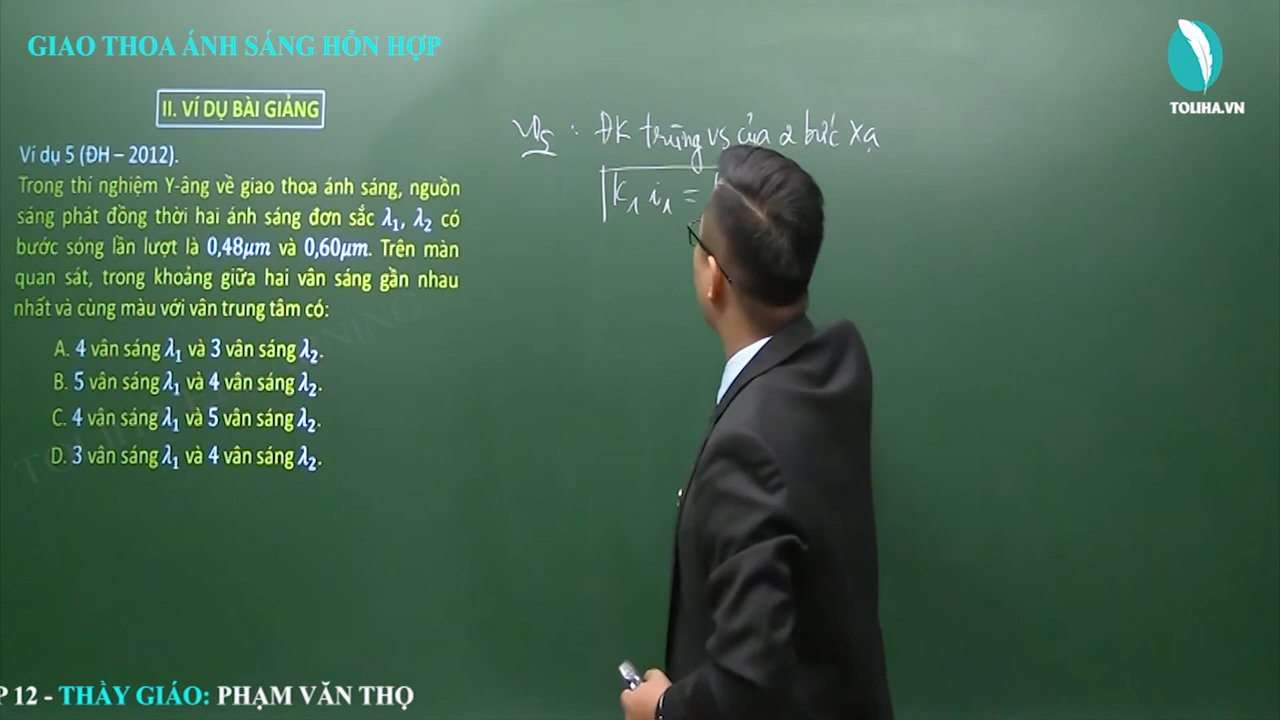 GIAO THOA ÁNH SÁNG HỖN HỢP
TOLIHA.VN
II. VÍ DỤ BÀI GIẢNG
Ví dụ 5 (ĐH – 2012).
Trong thí nghiệm Y-âng về giao thoa ánh sáng, nguồn
sáng phát đồng thời hai ánh sáng đơn sắc λ₁, λ₂ có
bước sóng lần lượt là 0,48μm và 0,60μm. Trên màn
quan sát, trong khoảng giữa hai vân sáng gần nhau
nhất và cùng màu với vân trung tâm có:
A. 4 vân sáng λ₁ và 3 vân sáng λ₂.
B. 5 vân sáng λ₁ và 4 vân sáng λ₂.
C. 4 vân sáng λ₁ và 5 vân sáng λ₂.
D. 3 vân sáng λ₁ và 4 vân sáng λ₂.
VD5 : ĐK trùng vs của 2 bức xạ
k₁ i₁ =
P 12 - THẦY GIÁO: PHẠM VĂN THỌ